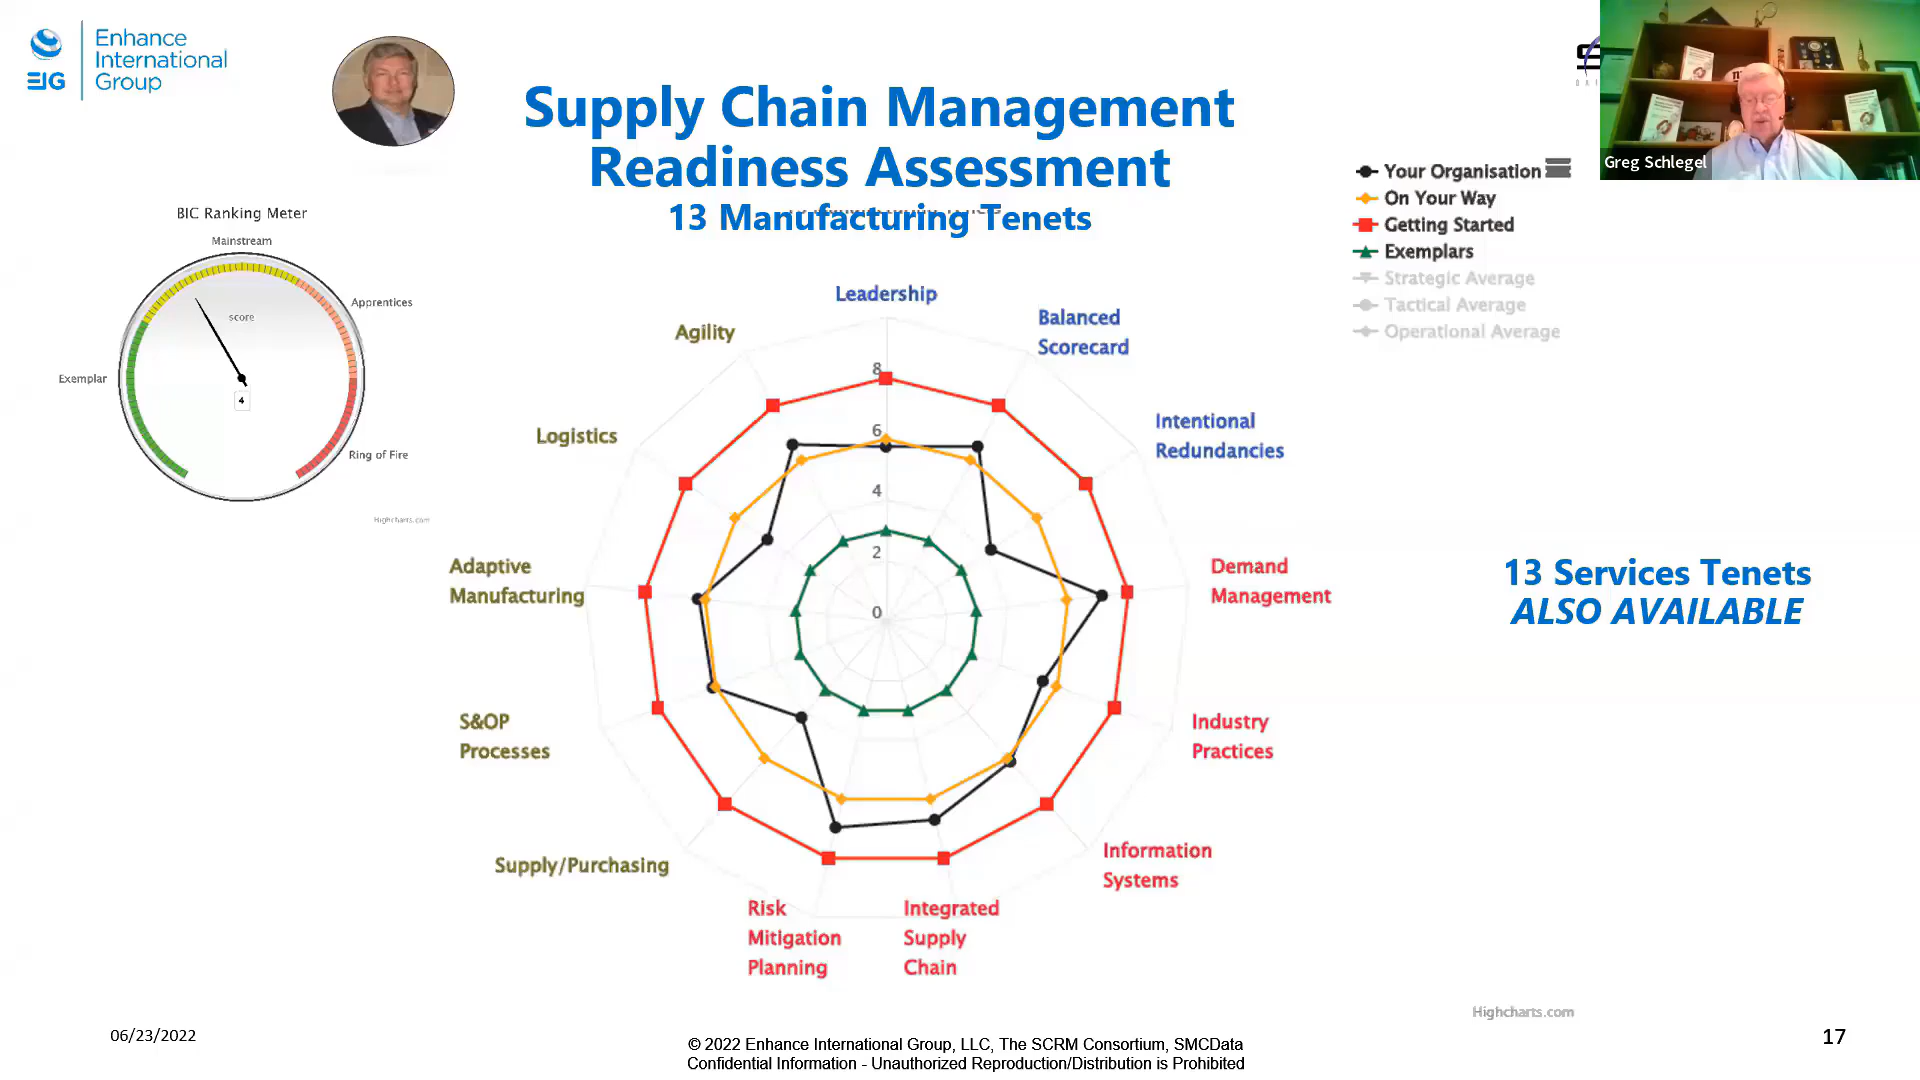 Enhance
International
Group
EIG
Supply Chain Management
Readiness Assessment
13 Manufacturing Tenets
Greg Schlegel
Your Organisation
On Your Way
Getting Started
Exemplars
Strategic Average
Tactical Average
Operational Average
BIC Ranking Meter
Mainstream
Apprentices
score
Exemplar
4
Ring of Fire
Highcharts.com
Leadership
Balanced
Scorecard
Intentional
Redundancies
Demand
Management
Industry
Practices
Information
Systems
Integrated
Supply
Chain
Risk
Mitigation
Planning
Supply/Purchasing
S&OP
Processes
Adaptive
Manufacturing
Logistics
Agility
8
6
4
2
0
13 Services Tenets
ALSO AVAILABLE
Highcharts.com
06/23/2022
© 2022 Enhance International Group, LLC, The SCRM Consortium, SMCData
Confidential Information - Unauthorized Reproduction/Distribution is Prohibited
17